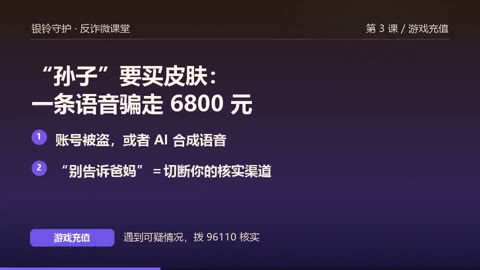 银铃守护 · 反诈微课堂
第 3 课 / 游戏充值
“孙子”要买皮肤：
一条语音骗走 6800 元
1 账号被盗，或者 AI 合成语音
2 “别告诉爸妈”＝切断你的核实渠道
游戏充值
遇到可疑情况，拨 96110 核实